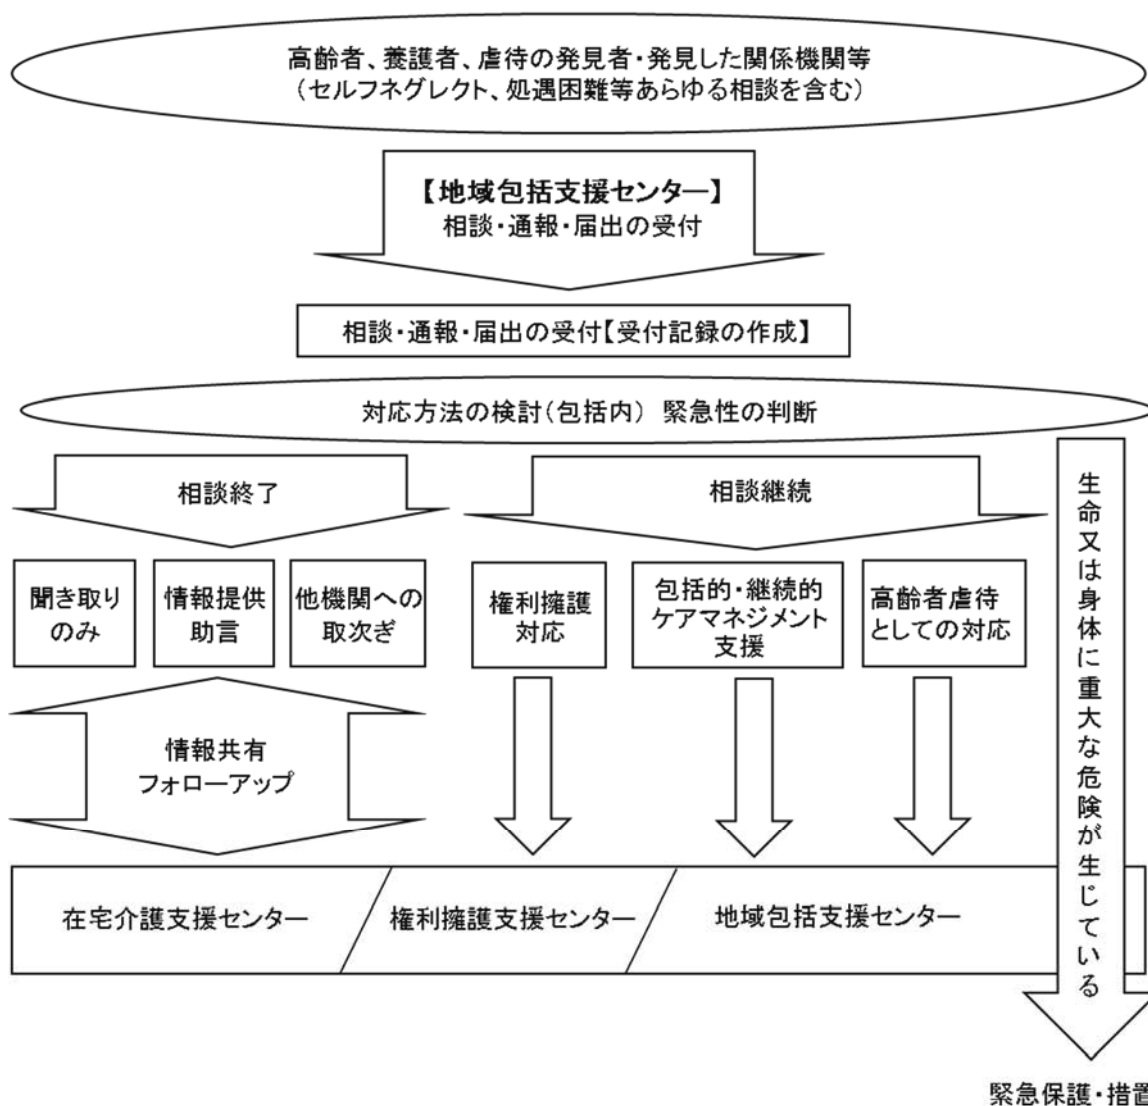 高齢者、養護者、虐待の発見者・発見した関係機関等
（セルフネグレクト、処遇困難等あらゆる相談を含む）
【地域包括支援センター】
相談・通報・届出の受付
相談・通報・届出の受付【受付記録の作成】
対応方法の検討（包括内） 緊急性の判断
相談終了
相談継続
聞き取り
のみ
情報提供
助言
他機関への
取次ぎ
権利擁護
対応
包括的・継続的
ケアマネジメント
支援
高齢者虐待
としての対応
生命又は身体に重大な危険が生じている
情報共有
フォローアップ
在宅介護支援センター
権利擁護支援センター
地域包括支援センター
緊急保護・措置